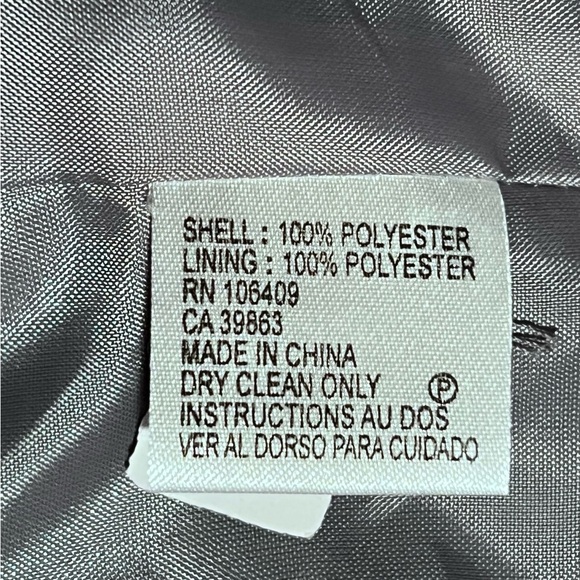 SHELL : 100% POLYESTER
LINING : 100% POLYESTER
RN 106409
CA 39863
MADE IN CHINA
DRY CLEAN ONLY Ⓟ
INSTRUCTIONS AU DOS
VER AL DORSO PARA CUIDADO